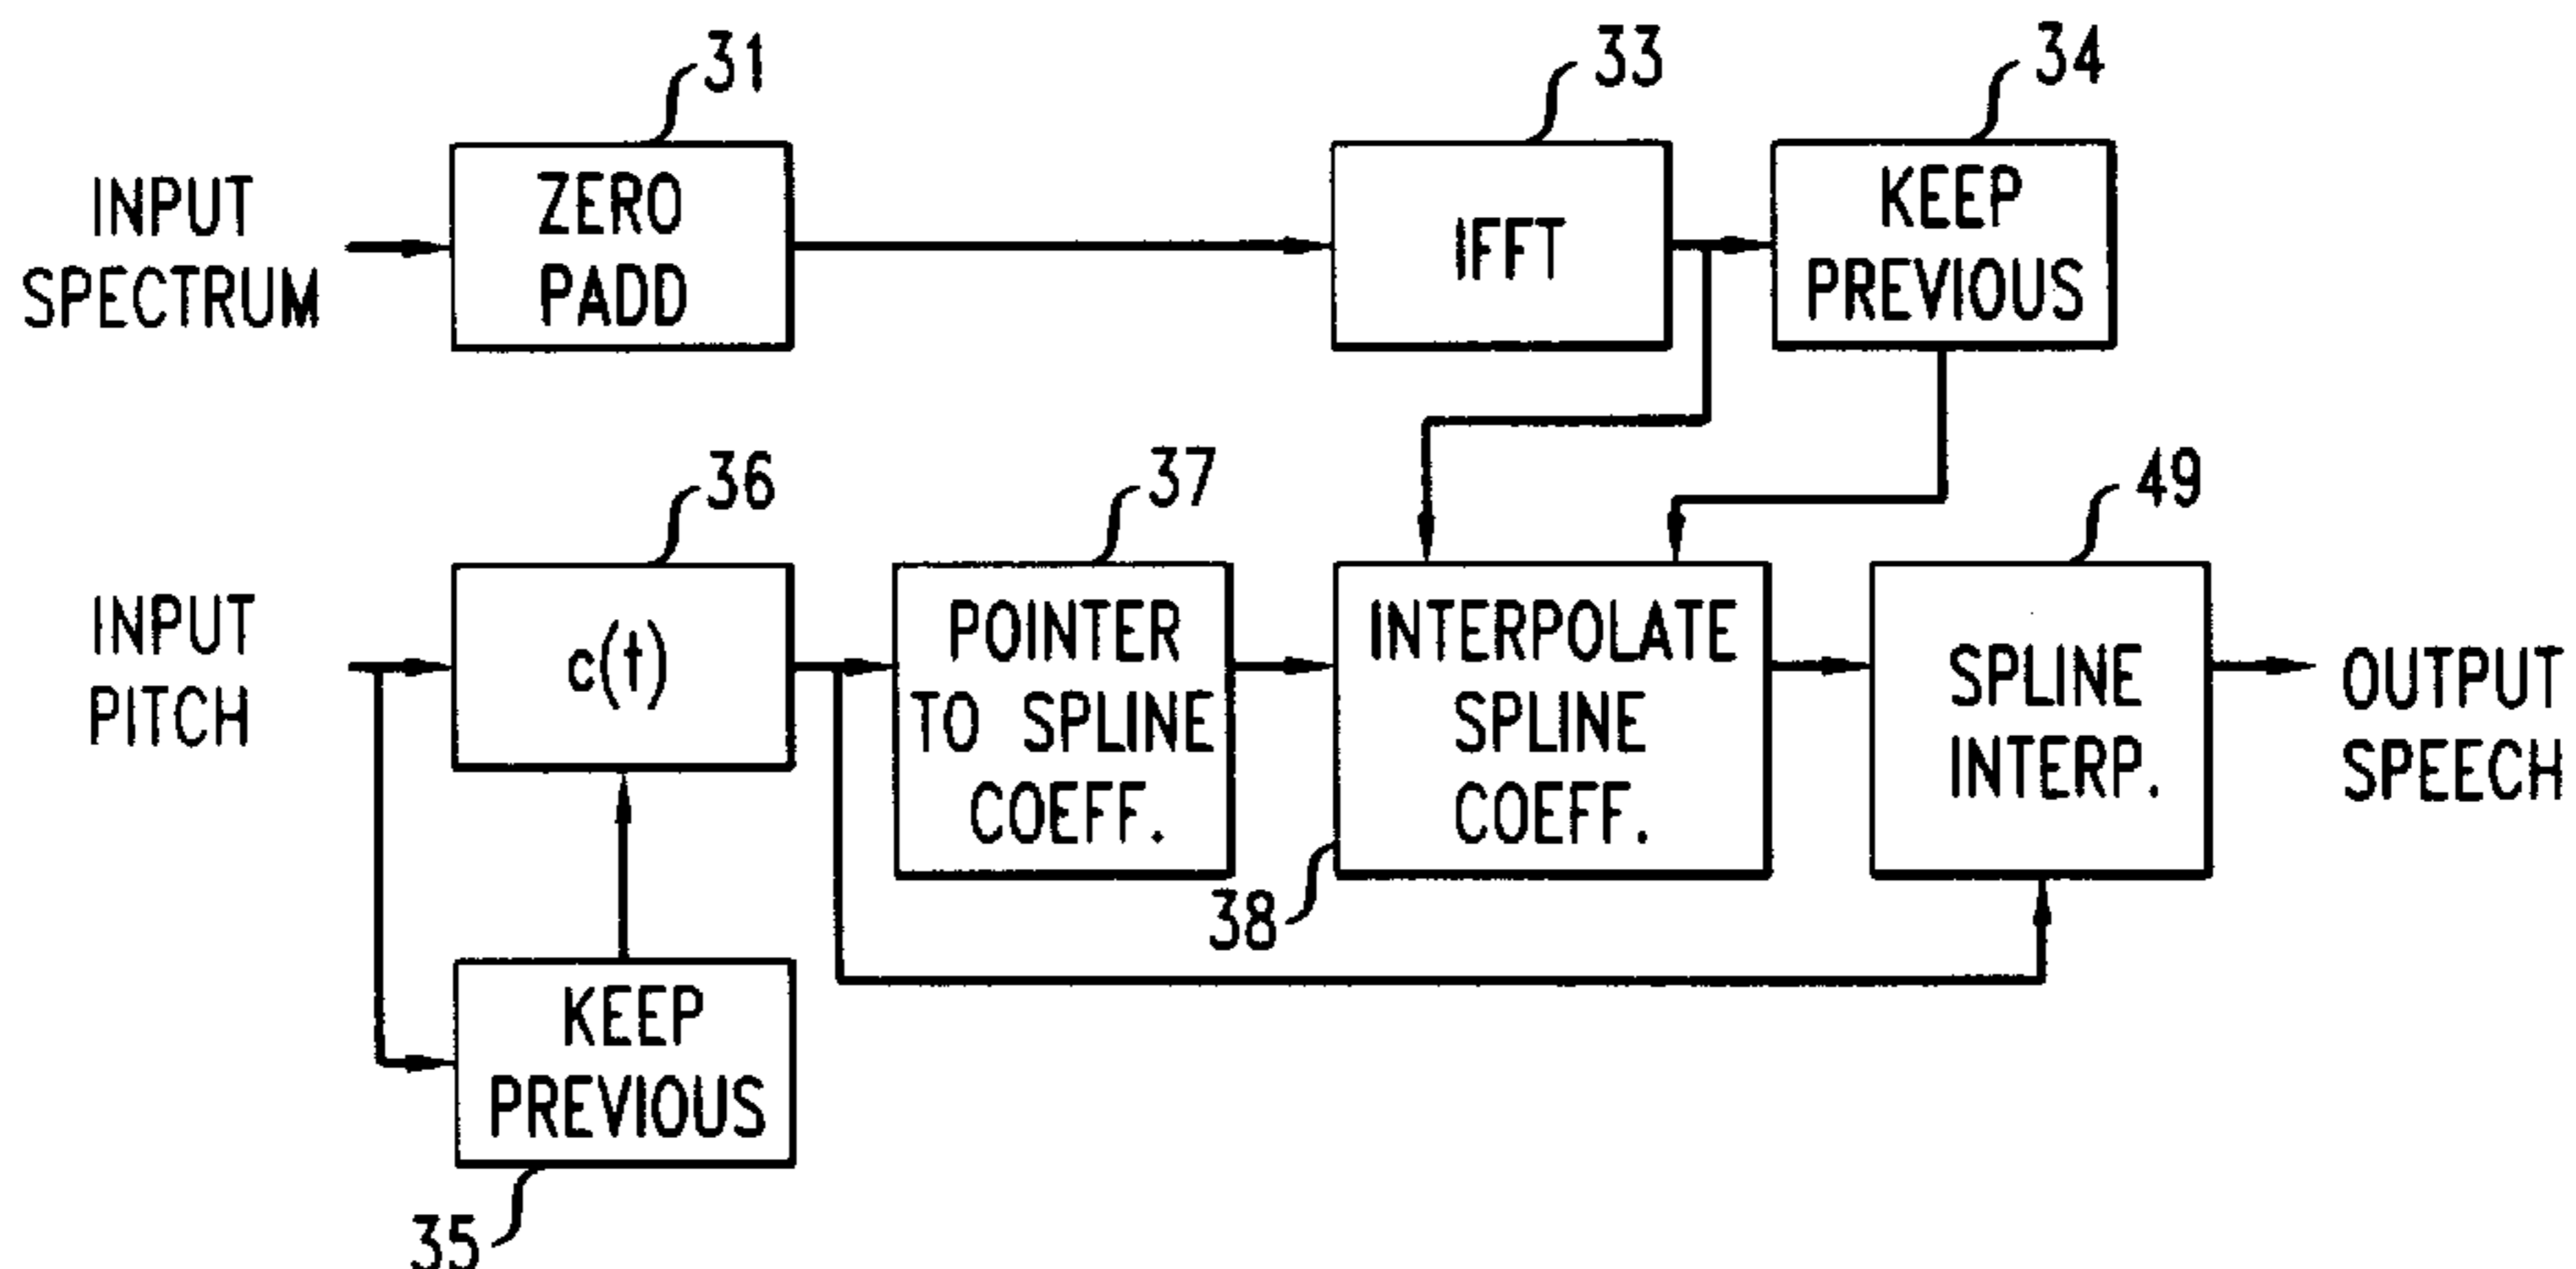 31
33
34
INPUT
SPECTRUM
ZERO
PADD
IFFT
KEEP
PREVIOUS
36
37
49
INPUT
PITCH
c(t)
POINTER
TO SPLINE
COEFF.
INTERPOLATE
SPLINE
COEFF.
SPLINE
INTERP.
OUTPUT
SPEECH
38
KEEP
PREVIOUS
35